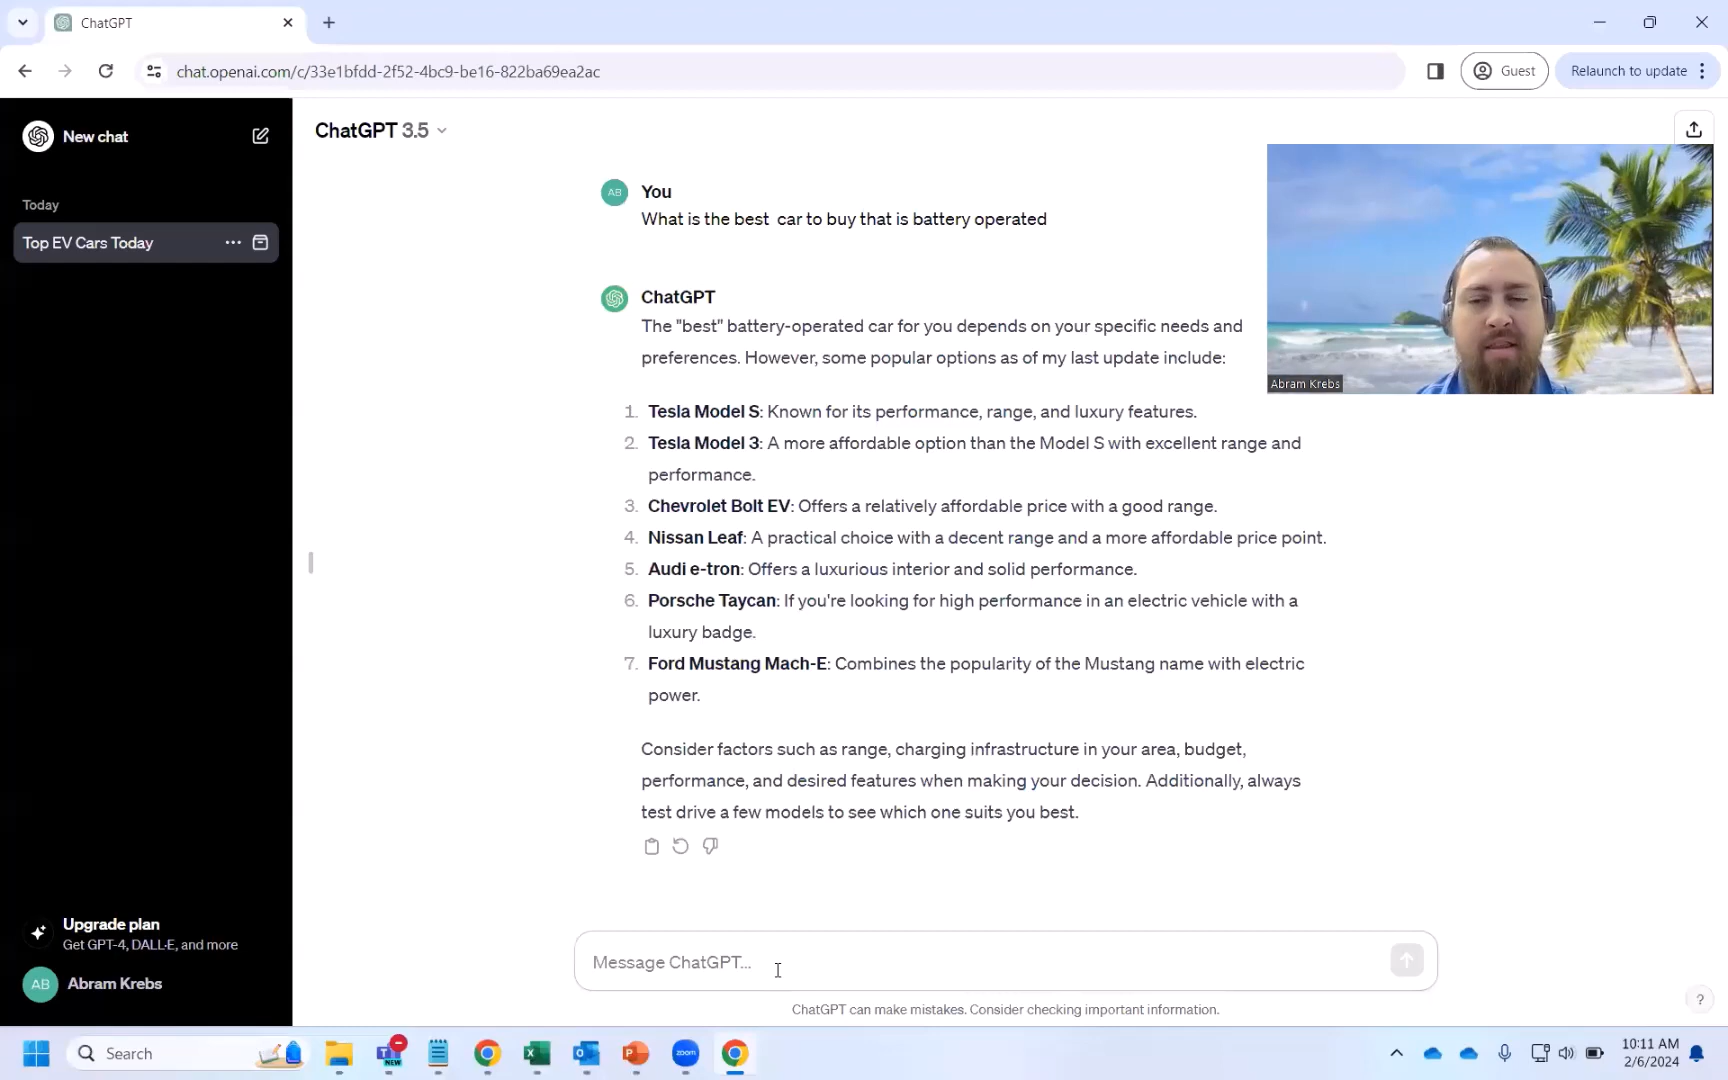 ChatGPT
chat.openai.com/c/33e1bfdd-2f52-4bc9-be16-822ba69ea2ac
Guest
Relaunch to update
New chat
Today
Top EV Cars Today
ChatGPT 3.5
AB
You
What is the best  car to buy that is battery operated
ChatGPT
The "best" battery-operated car for you depends on your specific needs and
preferences. However, some popular options as of my last update include:
1. Tesla Model S: Known for its performance, range, and luxury features.
2. Tesla Model 3: A more affordable option than the Model S with excellent range and
performance.
3. Chevrolet Bolt EV: Offers a relatively affordable price with a good range.
4. Nissan Leaf: A practical choice with a decent range and a more affordable price point.
5. Audi e-tron: Offers a luxurious interior and solid performance.
6. Porsche Taycan: If you're looking for high performance in an electric vehicle with a
luxury badge.
7. Ford Mustang Mach-E: Combines the popularity of the Mustang name with electric
power.
Consider factors such as range, charging infrastructure in your area, budget,
performance, and desired features when making your decision. Additionally, always
test drive a few models to see which one suits you best.
Abram Krebs
Upgrade plan
Get GPT-4, DALL·E, and more
AB
Abram Krebs
Message ChatGPT...
ChatGPT can make mistakes. Consider checking important information.
?
Search
NEW
zoom
10:11 AM
2/6/2024